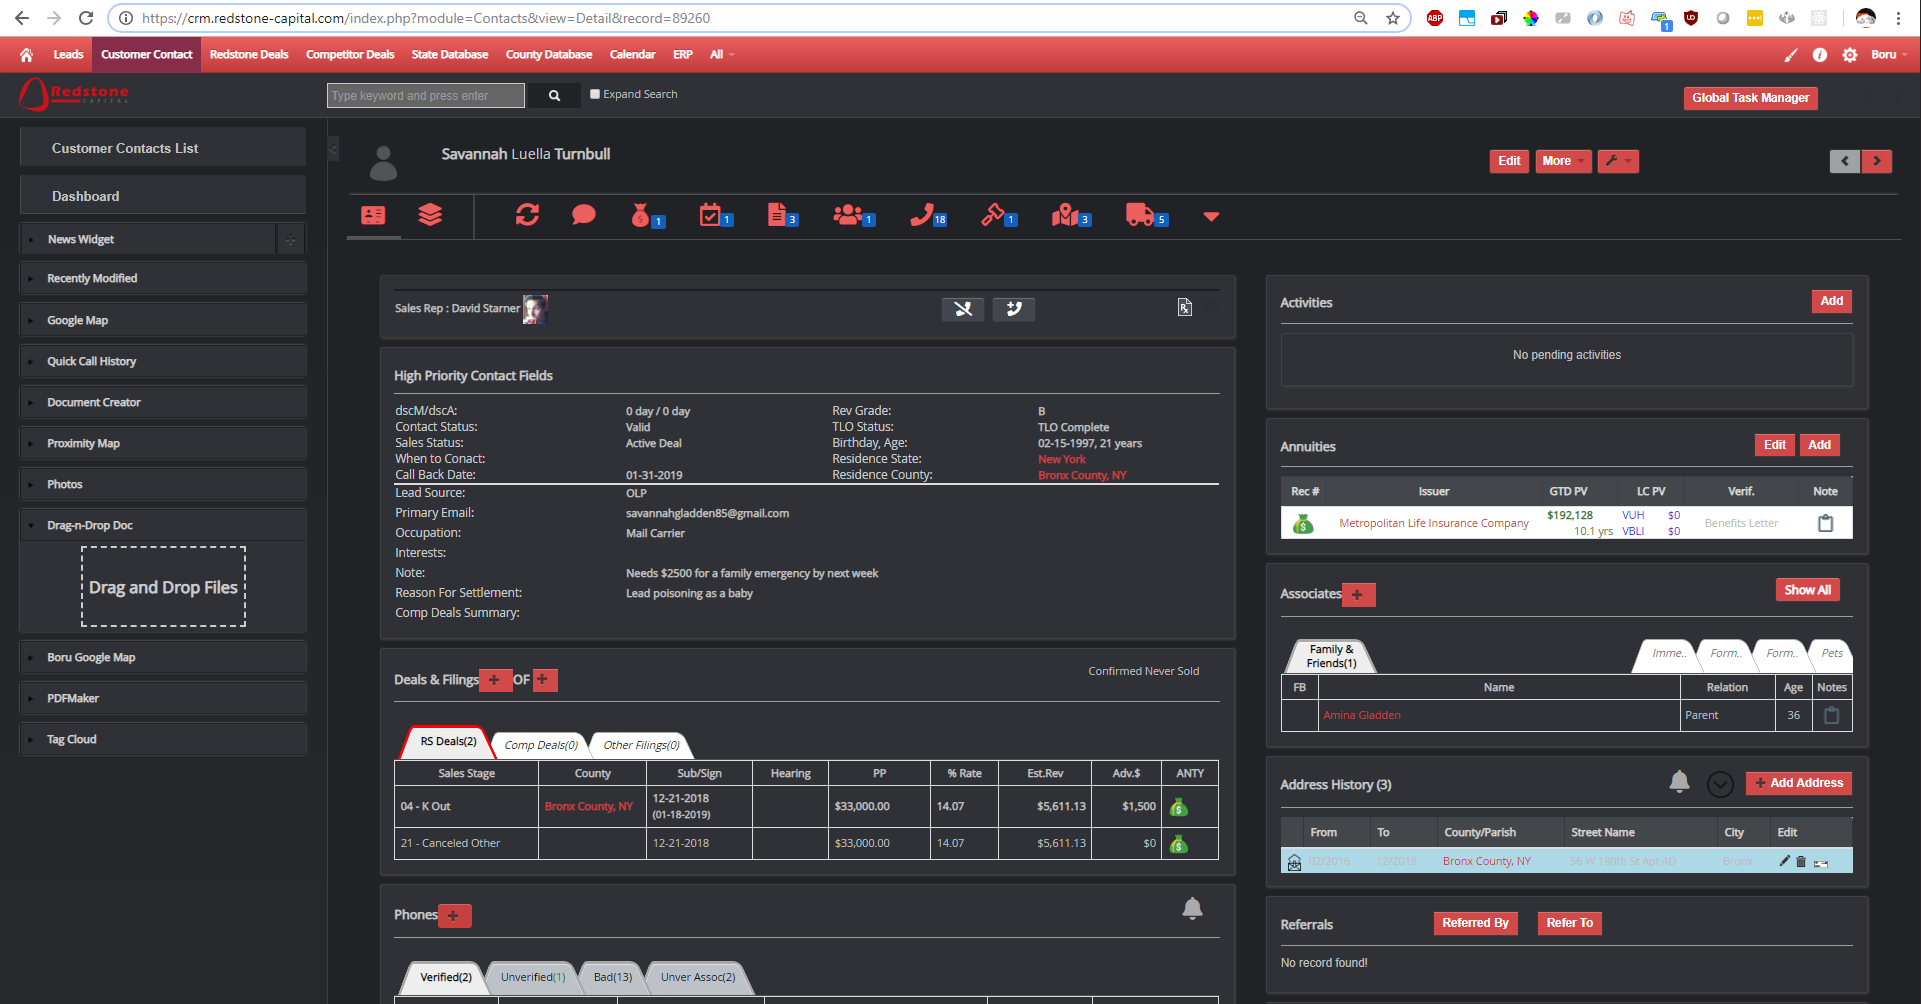 https://crm.redstone-capital.com/index.php?module=Contacts&view=Detail&record=89260
ABP
1
Leads Customer Contact Redstone Deals Competitor Deals State Database County Database Calendar ERP All
Boru
Redstone
CAPITAL
Type keyword and press enter
Expand Search
Global Task Manager
Customer Contacts List
Dashboard
News Widget
Recently Modified
Google Map
Quick Call History
Document Creator
Proximity Map
Photos
Drag-n-Drop Doc
Drag and Drop Files
Boru Google Map
PDFMaker
Tag Cloud
Savannah Luella Turnbull
Edit More
1 1 3 1 18 1 3 5
Sales Rep : David Starner
High Priority Contact Fields
dscM/dscA: 0 day / 0 day Rev Grade: B
Contact Status: Valid TLO Status: TLO Complete
Sales Status: Active Deal Birthday, Age: 02-15-1997, 21 years
When to Conact: Residence State: New York
Call Back Date: 01-31-2019 Residence County: Bronx County, NY
Lead Source: OLP
Primary Email: savannahgladden85@gmail.com
Occupation: Mail Carrier
Interests:
Note: Needs $2500 for a family emergency by next week
Reason For Settlement: Lead poisoning as a baby
Comp Deals Summary:
Deals & Filings + OF +
Confirmed Never Sold
RS Deals(2) Comp Deals(0) Other Filings(0)
Sales Stage County Sub/Sign Hearing PP % Rate Est.Rev Adv.$ ANTY
04 - K Out Bronx County, NY 12-21-2018 (01-18-2019) $33,000.00 14.07 $5,611.13 $1,500
21 - Canceled Other 12-21-2018 $33,000.00 14.07 $5,611.13 $0
Phones +
Verified(2) Unverified(1) Bad(13) Unver Assoc(2)
Activities Add
No pending activities
Annuities Edit Add
Rec # Issuer GTD PV LC PV Verif. Note
Metropolitan Life Insurance Company $192,128 VUH $0 Benefits Letter
10.1 yrs VBLI $0
Associates + Show All
Family & Friends(1) Imme.. Form.. Form.. Pets
FB Name Relation Age Notes
Amina Gladden Parent 36
Address History (3) + Add Address
From To County/Parish Street Name City Edit
02/2016 12/2018 Bronx County, NY 56 W 180th St Apt 4D Bronx
Referrals Referred By Refer To
No record found!